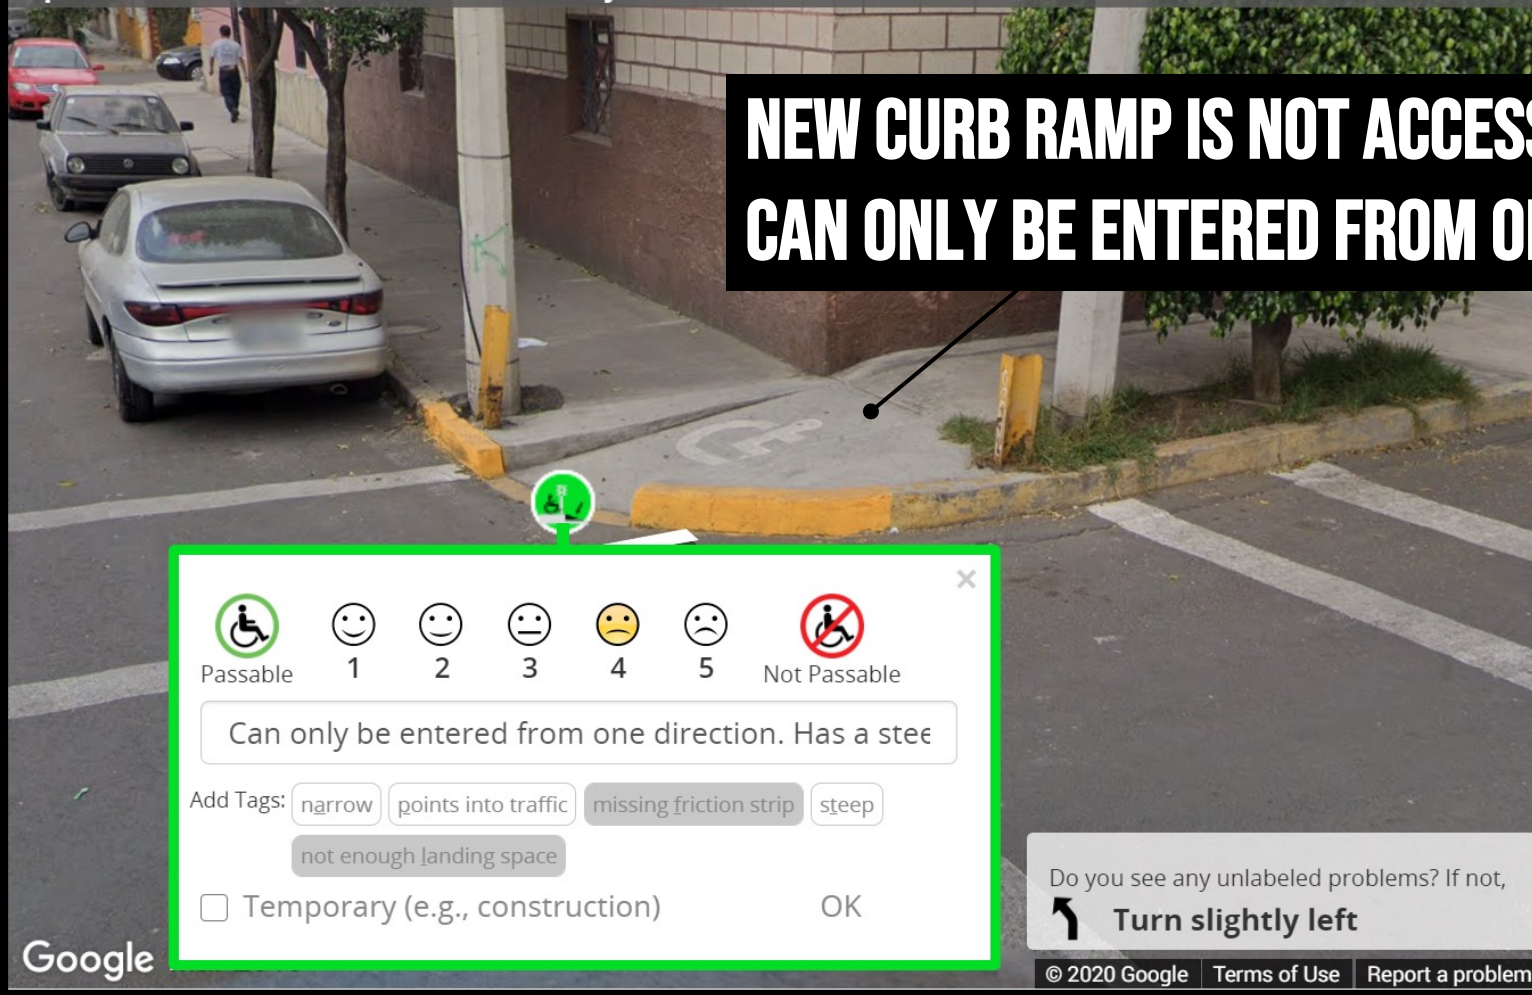 NEW CURB RAMP IS NOT
CAN ONLY BE ENTERED FROM
Passable
1
2
3
4
5
Not Passable
Can only be entered from one direction. Has a
Add Tags:
narrow
points into traffic
missing friction strip
steep
not enough landing space
Temporary (e.g., construction)
OK
Do you see any unlabeled problems? If not,
Turn slightly left
Google
© 2020 Google
Terms of Use
Report a problem